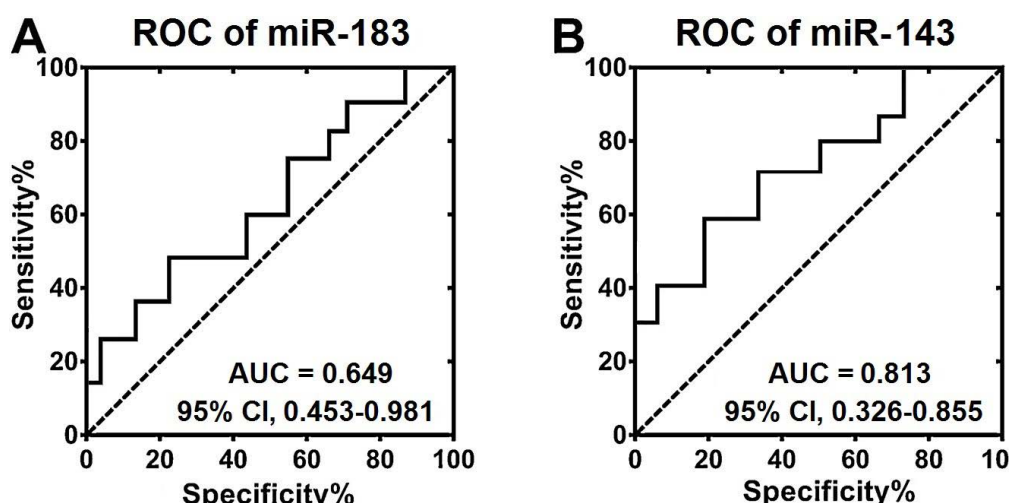 A
ROC of miR-183
100
80
60
40
20
0
Sensitivity%
AUC = 0.649
95% CI, 0.453-0.981
0 20 40 60 80 100
Specificity%
B
ROC of miR-143
100
80
60
40
20
0
Sensitivity%
AUC = 0.813
95% CI, 0.326-0.855
0 20 40 60 80 10
Specificity%